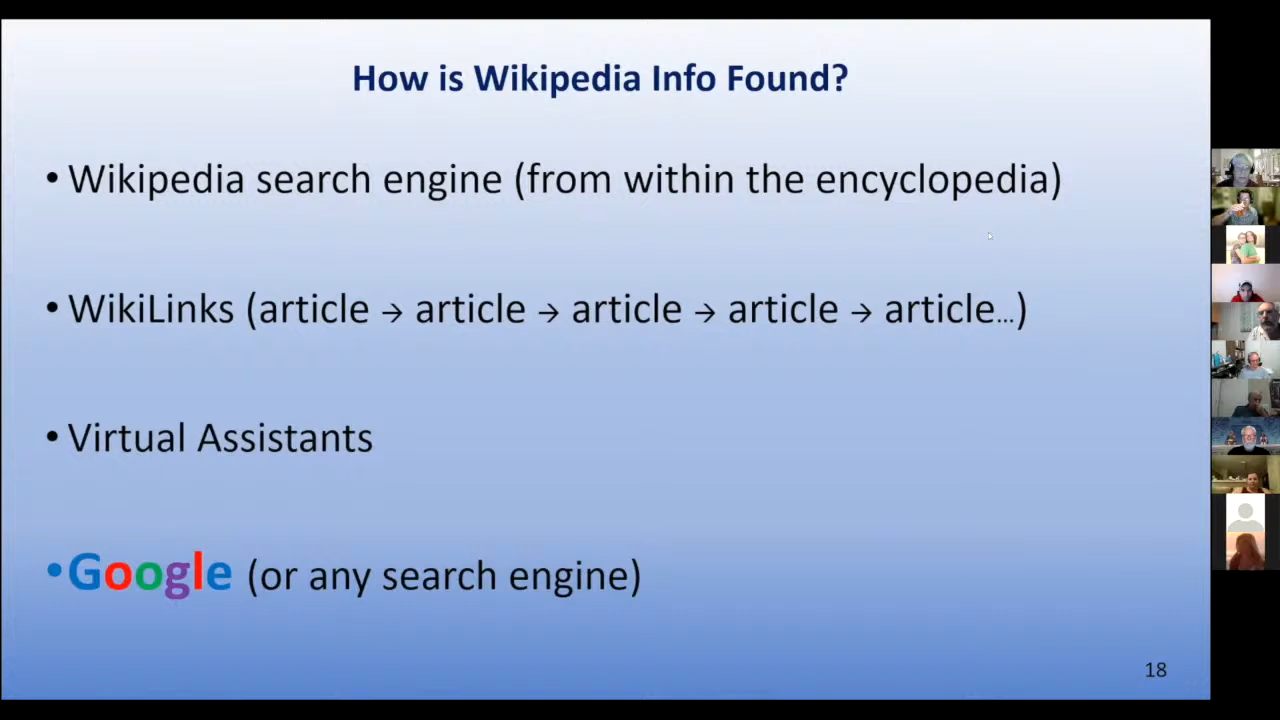 How is Wikipedia Info Found?
• Wikipedia search engine (from within the encyclopedia)
• WikiLinks (article → article → article → article → article…)
• Virtual Assistants
• Google (or any search engine)
18